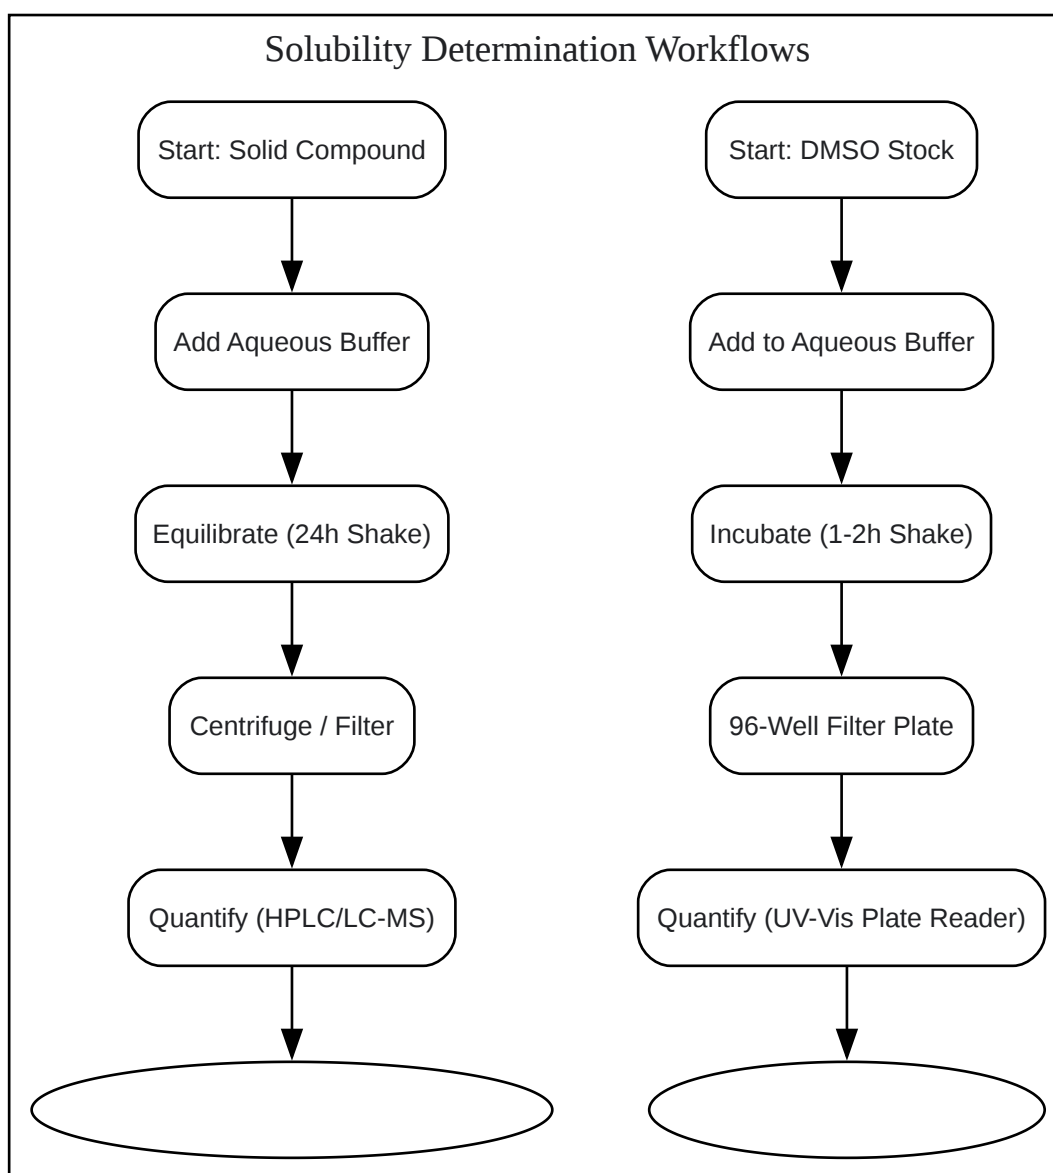 Solubility Determination Workflows
Start: Solid Compound
Add Aqueous Buffer
Equilibrate (24h Shake)
Centrifuge / Filter
Quantify (HPLC/LC-MS)
Start: DMSO Stock
Add to Aqueous Buffer
Incubate (1-2h Shake)
96-Well Filter Plate
Quantify (UV-Vis Plate Reader)